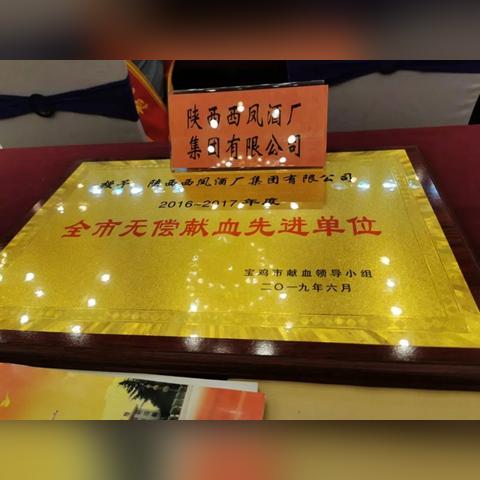 陕西西凤酒厂
集团有限公司
授予：陕西西凤酒厂集团有限公司
2016-2017年度
全市无偿献血先进单位
宝鸡市献血领导小组
二〇一九年六月